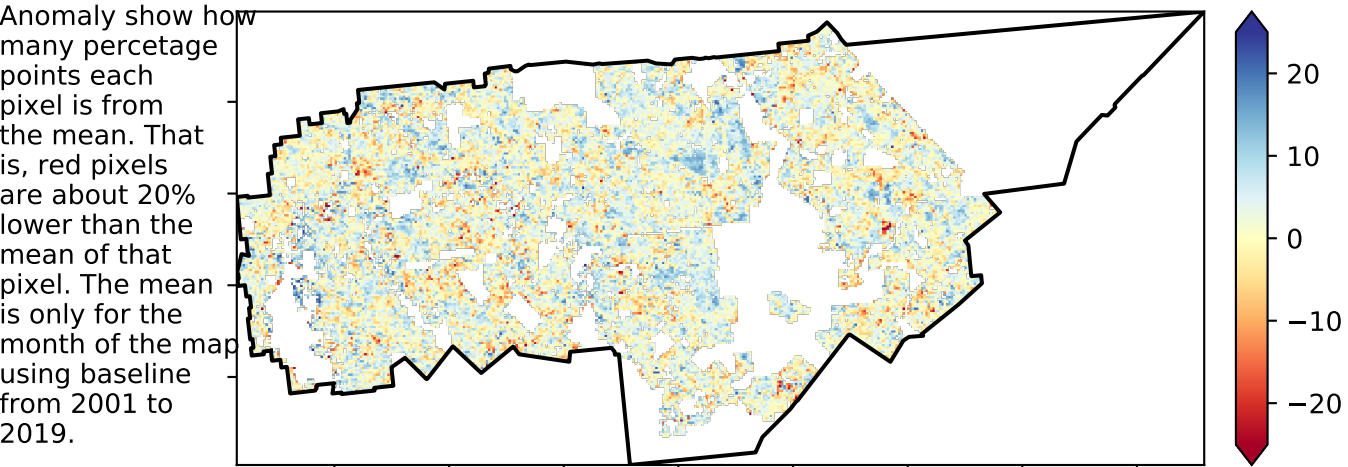 Anomaly show how
many percetage
points each
pixel is from
the mean. That
is, red pixels
are about 20%
lower than the
mean of that
pixel. The mean
is only for the
month of the map
using baseline
from 2001 to
2019.
20
10
0
−10
−20